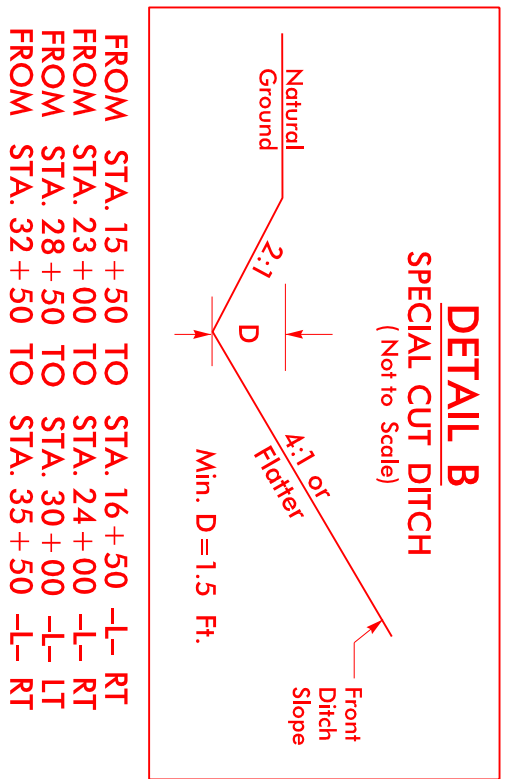 DETAIL B
SPECIAL CUT DITCH
( Not to Scale)
Natural
Ground
2:1
D
4:1 or
Flatter
Front
Ditch
Slope
Min. D=1.5 Ft.
FROM STA. 15+50 TO STA. 16+50 -L- RT
FROM STA. 23+00 TO STA. 24+00 -L- RT
FROM STA. 28+50 TO STA. 30+00 -L- LT
FROM STA. 32+50 TO STA. 35+50 -L- RT